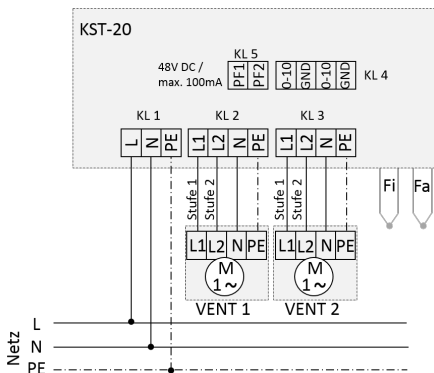 KST-20
KL 5
48V DC /
max. 100mA
PF1 PF2
0-10 GND 0-10 GND
KL 4
KL 1 KL 2 KL 3
L N PE L1 L2 N PE L1 L2 N PE
Fi Fa
Stufe 1 Stufe 2 Stufe 1 Stufe 2
L1 L2 N PE L1 L2 N PE
M
1~
M
1~
VENT 1 VENT 2
Netz
L
N
PE